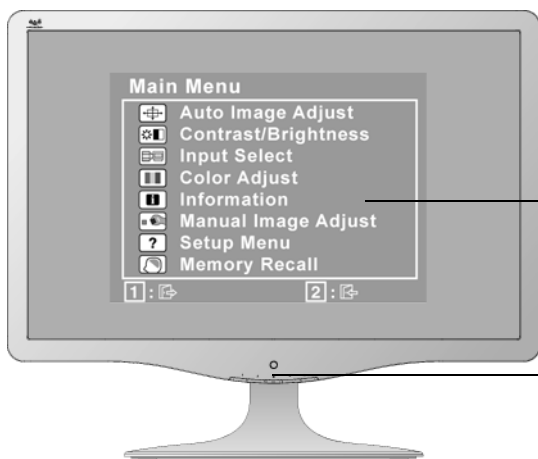 Main Menu
Auto Image Adjust
Contrast/Brightness
Input Select
Color Adjust
Information
Manual Image Adjust
? Setup Menu
Memory Recall
1 : 2 :